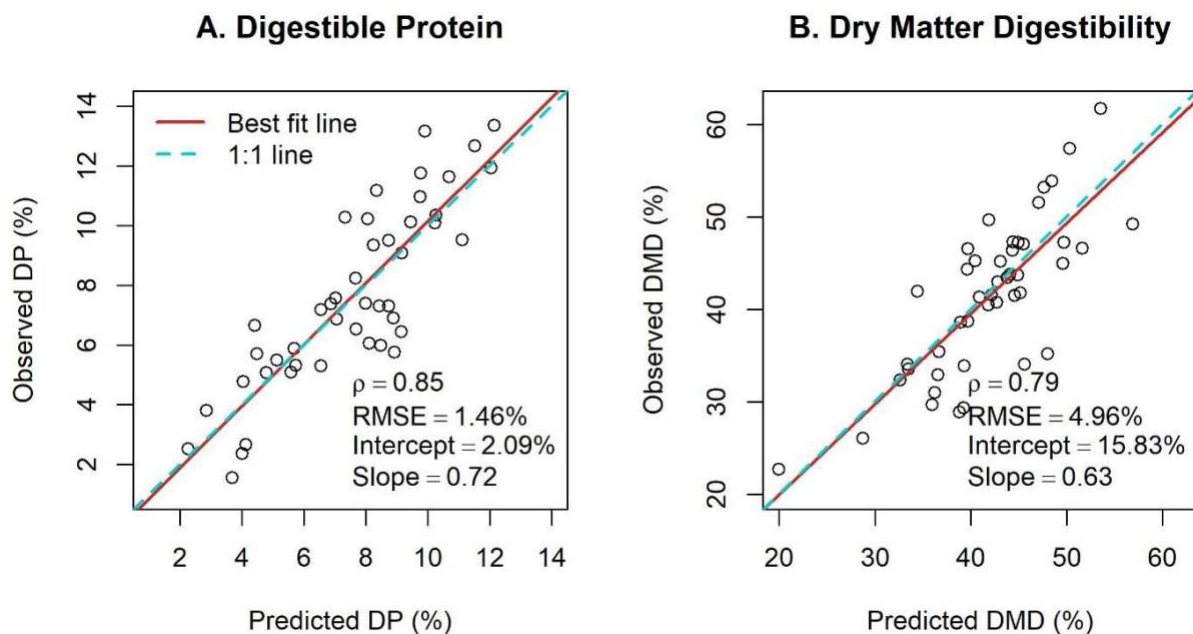 A. Digestible Protein
Best fit line
1:1 line
Observed DP (%)
14
12
10
8
6
4
2
ρ = 0.85
RMSE = 1.46%
Intercept = 2.09%
Slope = 0.72
2 4 6 8 10 12 14
Predicted DP (%)
B. Dry Matter Digestibility
Observed DMD (%)
60
50
40
30
20
ρ = 0.79
RMSE = 4.96%
Intercept = 15.83%
Slope = 0.63
20 30 40 50 60
Predicted DMD (%)